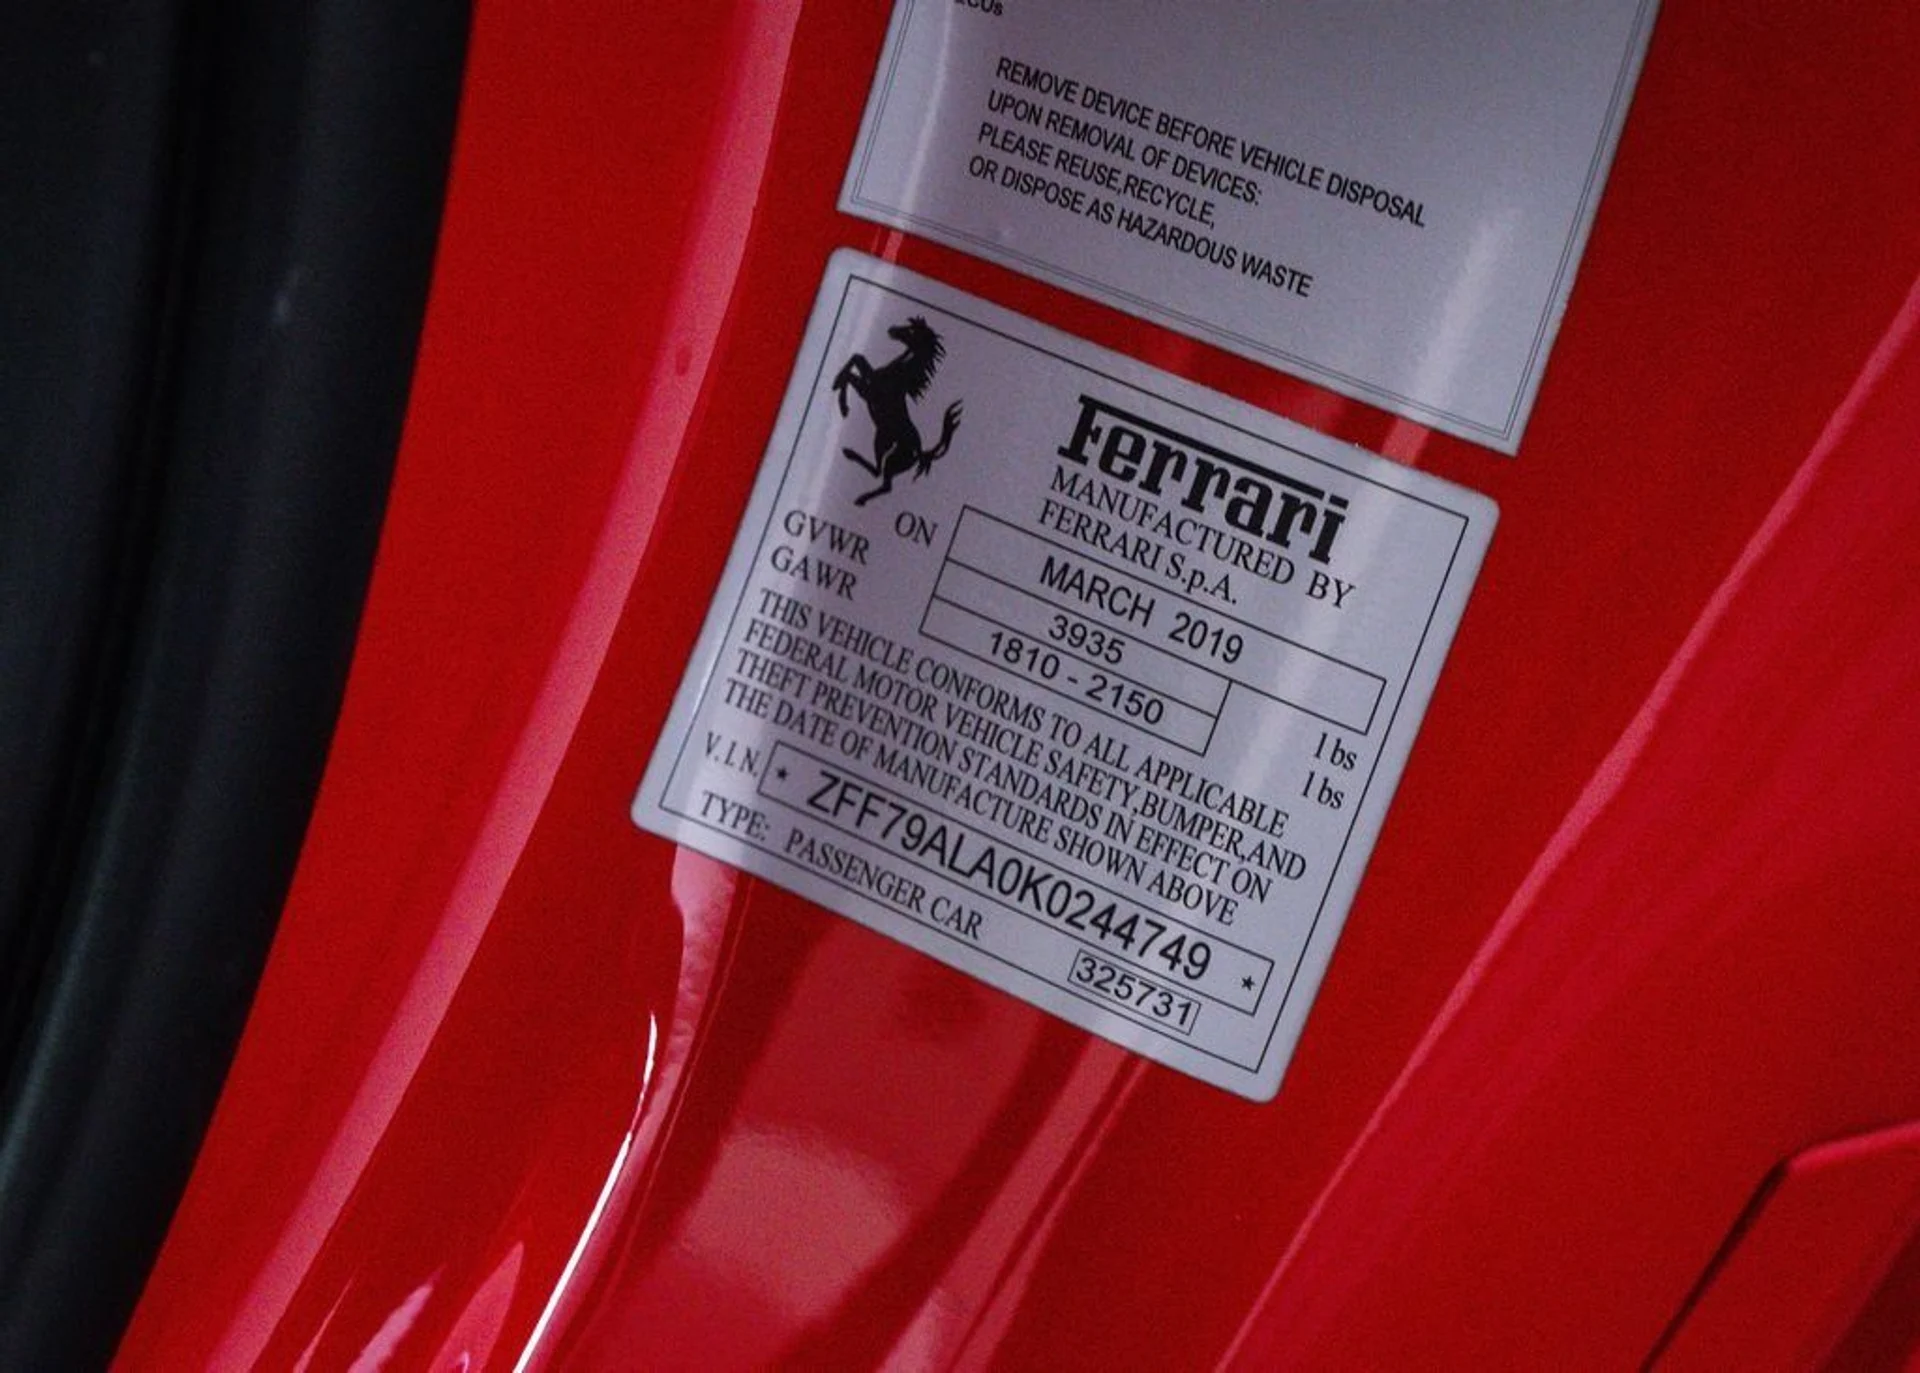 REMOVE DEVICE BEFORE VEHICLE DISPOSAL
UPON REMOVAL OF DEVICES:
PLEASE REUSE,RECYCLE,
OR DISPOSE AS HAZARDOUS WASTE
Ferrari
MANUFACTURED BY
FERRARI S.p.A.
ON MARCH 2019
GVWR 3935 lbs
GAWR 1810 - 2150 lbs
THIS VEHICLE CONFORMS TO ALL APPLICABLE
FEDERAL MOTOR VEHICLE SAFETY,BUMPER,AND
THEFT PREVENTION STANDARDS IN EFFECT ON
THE DATE OF MANUFACTURE SHOWN ABOVE
V.I.N. * ZFF79ALA0K0244749 *
TYPE: PASSENGER CAR 325731